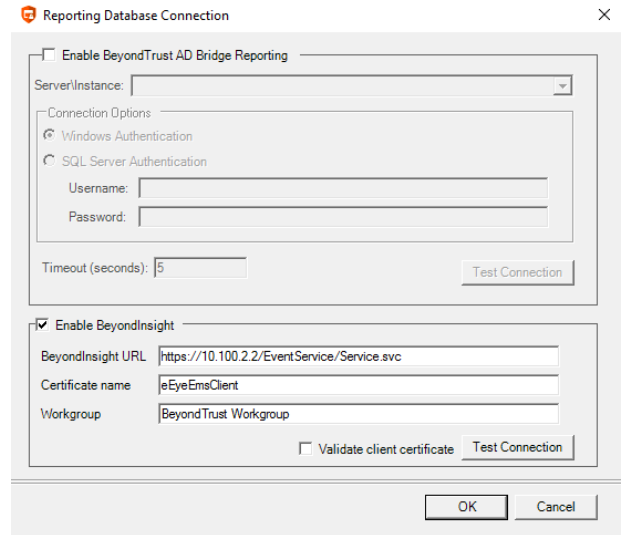 Reporting Database Connection
Enable BeyondTrust AD Bridge Reporting
Server\Instance:
Connection Options
Windows Authentication
SQL Server Authentication
Username:
Password:
Timeout (seconds): 5
Test Connection
Enable BeyondInsight
BeyondInsight URL https://10.100.2.2/EventService/Service.svc
Certificate name eEyeEmsClient
Workgroup BeyondTrust Workgroup
Validate client certificate Test Connection
OK Cancel